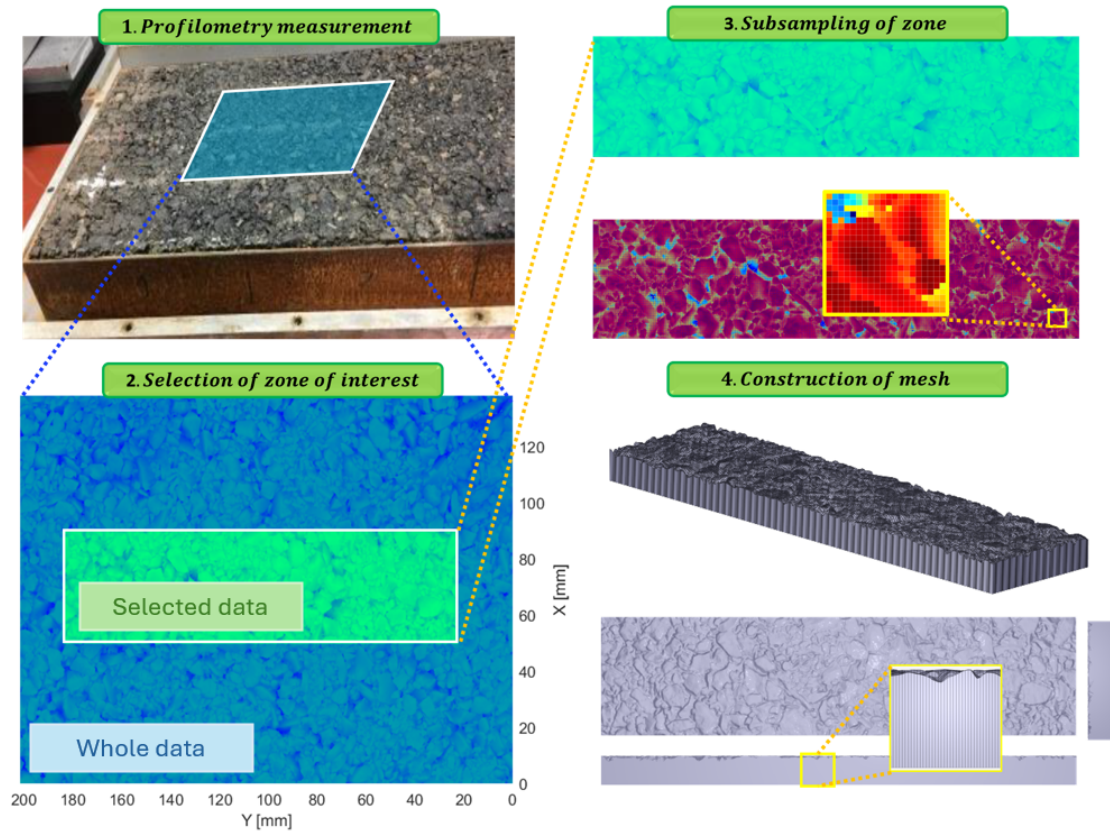 1. Profilometry measurement
2. Selection of zone of interest
Selected data
Whole data
120
100
80
60
40
20
0
X [mm]
200 180 160 140 120 100 80 60 40 20 0
Y [mm]
3. Subsampling of zone
4. Construction of mesh